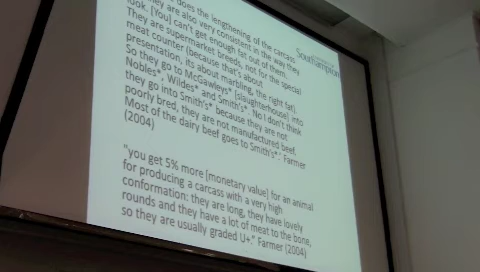 does the lengthening of the carcass.
they are also very consistent in the way they
look. [You] can't get enough fat out of them.
They are supermarket breeds, not for the special
meat counter (because that's about
presentation, its about marbling, the right fat).
So they go to McGawleys* [slaughterhouse] into
Nobles*, Wildes* and Smith's*. No I don't think
they go into Smith's* because they are not
poorly bred, they are not manufactured beef.
Most of the dairy beef goes to Smith's*." Farmer
(2004)
"you get 5% more [monetary value] for an animal
for producing a carcass with a very high
conformation: they are long, they have lovely
rounds and they have a lot of meat to the bone,
so they are usually graded U+." Farmer (2004)
Southampton